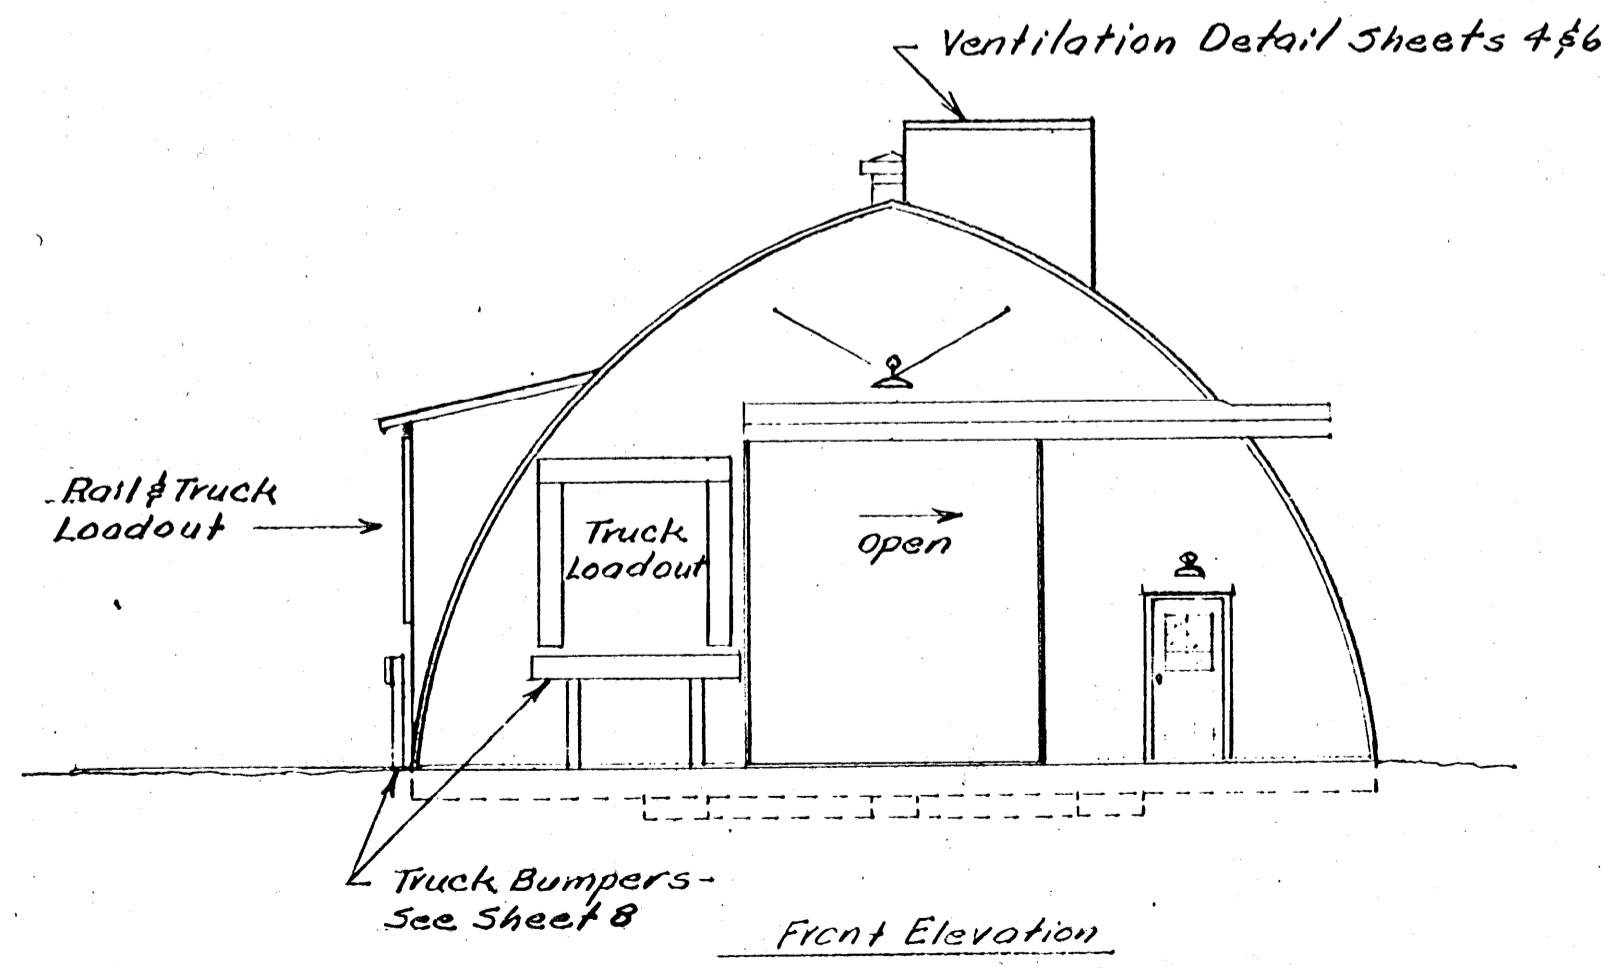 Ventilation Detail Sheets 4 & 6
Rail & Truck
Loadout
Truck
Loadout
Open
Truck Bumpers-
See Sheet 8
Front Elevation